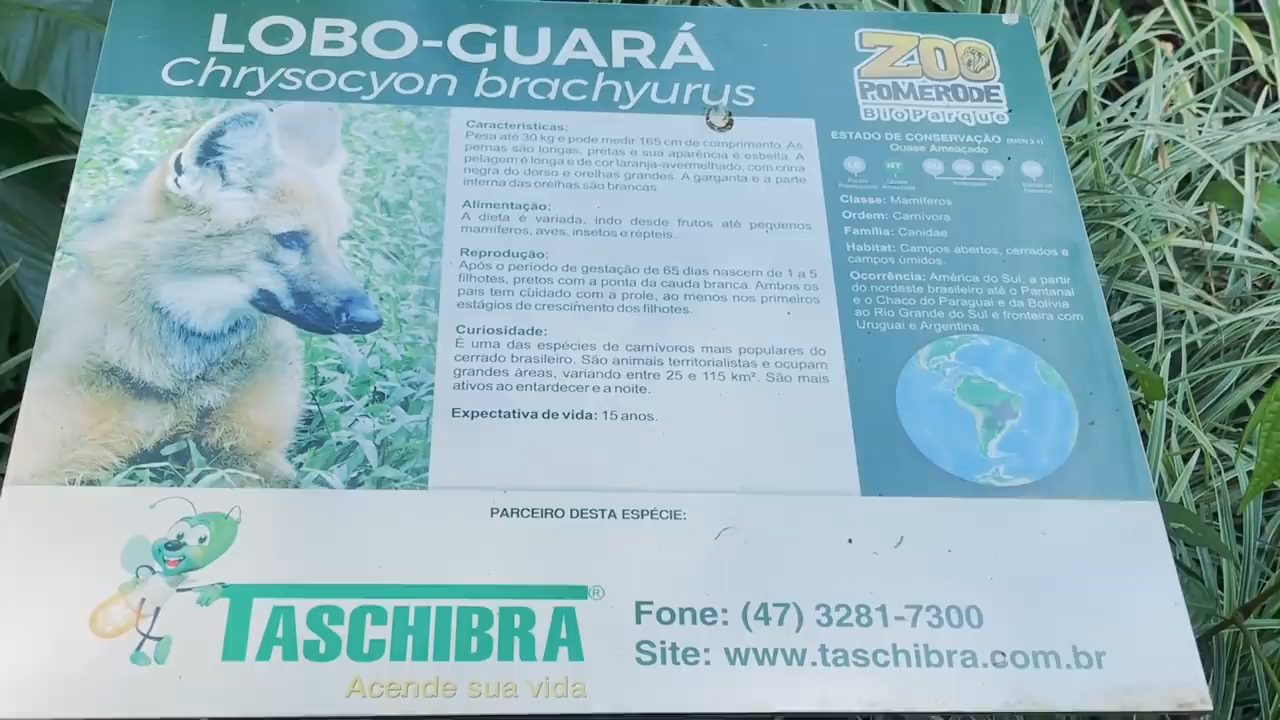 LOBO-GUARÁ
Chrysocyon brachyurus
ZOO
POMERODE
BioParque
Características:
Pesa até 30 kg e pode medir 165 cm de comprimento. As
pernas são longas, pretas e sua aparência é esbelta. A
pelagem é longa e de cor laranja-avermelhado, com crina
negra do dorso e orelhas grandes. A garganta e a parte
interna das orelhas são brancas.
Alimentação:
A dieta é variada, indo desde frutos até pequenos
mamíferos, aves, insetos e répteis.
Reprodução:
Após o período de gestação de 65 dias nascem de 1 a 5
filhotes, pretos com a ponta da cauda branca. Ambos os
pais tem cuidado com a prole, ao menos nos primeiros
estágios de crescimento dos filhotes.
Curiosidade:
É uma das espécies de carnívoros mais populares do
cerrado brasileiro. São animais territorialistas e ocupam
grandes áreas, variando entre 25 e 115 km². São mais
ativos ao entardecer e a noite.
Expectativa de vida: 15 anos.
ESTADO DE CONSERVAÇÃO (IUCN 3.1)
Quase Ameaçado
NT
Classe: Mamíferos
Ordem: Carnívora
Família: Canidae
Habitat: Campos abertos, cerrados e
campos úmidos.
Ocorrência: América do Sul, a partir
do nordeste brasileiro até o Pantanal
e o Chaco do Paraguai e da Bolívia
ao Rio Grande do Sul e fronteira com
Uruguai e Argentina.
PARCEIRO DESTA ESPÉCIE:
TASCHIBRA®
Acende sua vida
Fone: (47) 3281-7300
Site: www.taschibra.com.br